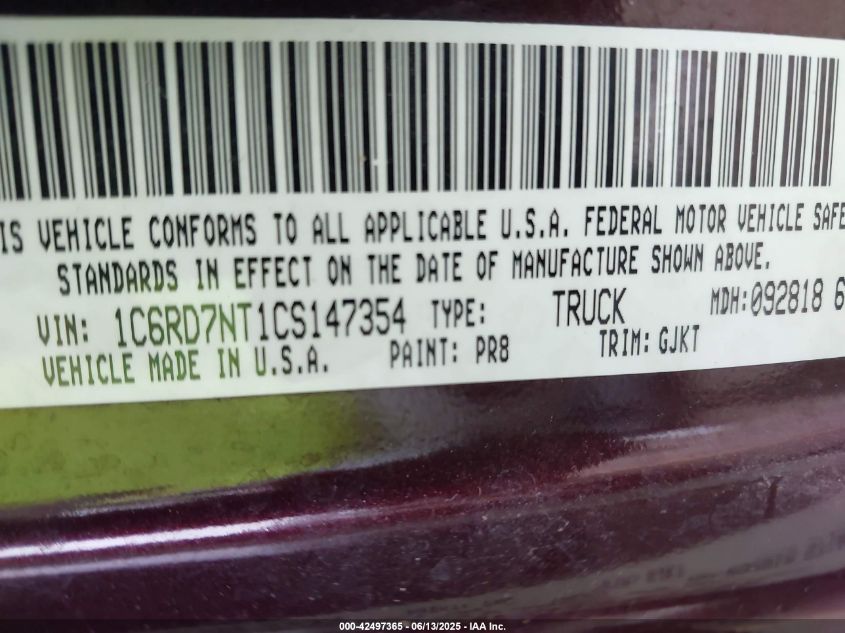 IS VEHICLE CONFORMS TO ALL APPLICABLE U.S.A. FEDERAL MOTOR VEHICLE SAFE
STANDARDS IN EFFECT ON THE DATE OF MANUFACTURE SHOWN ABOVE.
VIN: 1C6RD7NT1CS147354 TYPE: TRUCK MDH:092818 6
VEHICLE MADE IN U.S.A. PAINT: PR8 TRIM: GJKT
000-42497365 - 06/13/2025 - IAA Inc.